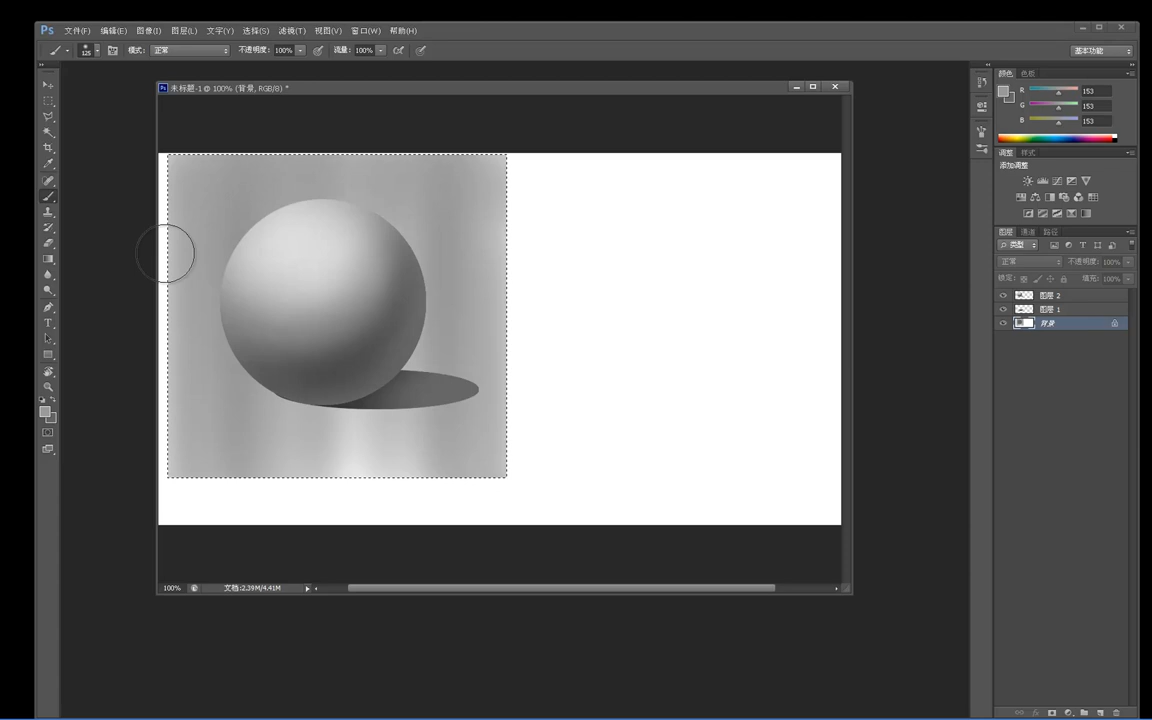 Ps 文件(F) 编辑(E) 图像(I) 图层(L) 文字(Y) 选择(S) 滤镜(T) 视图(V) 窗口(W) 帮助(H)
125 模式: 正常 不透明度: 100% 流量: 100% 基本功能
Ps 未标题-1 @ 100% (背景, RGB/8) *
颜色 色板
R 153
G 153
B 153
调整 样式
添加调整
图层 通道 路径
类型 T
正常 不透明度: 100%
锁定: 填充: 100%
图层 2
图层 1
背景
T
100% 文档:2.39M/4.41M